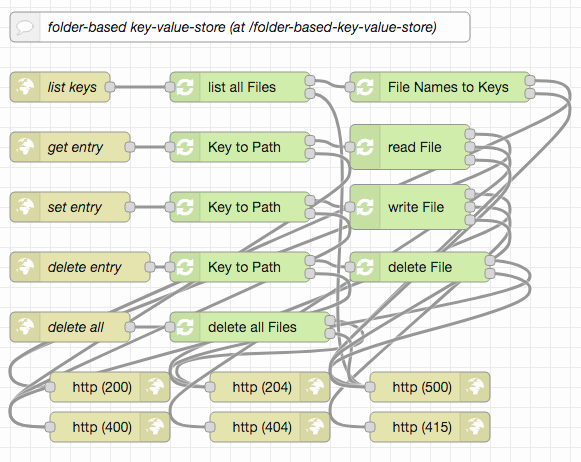 folder-based key-value-store (at /folder-based-key-value-store)
list keys list all Files File Names to Keys
get entry Key to Path read File
set entry Key to Path write File
delete entry Key to Path delete File
delete all delete all Files
http (200) http (204) http (500)
http (400) http (404) http (415)